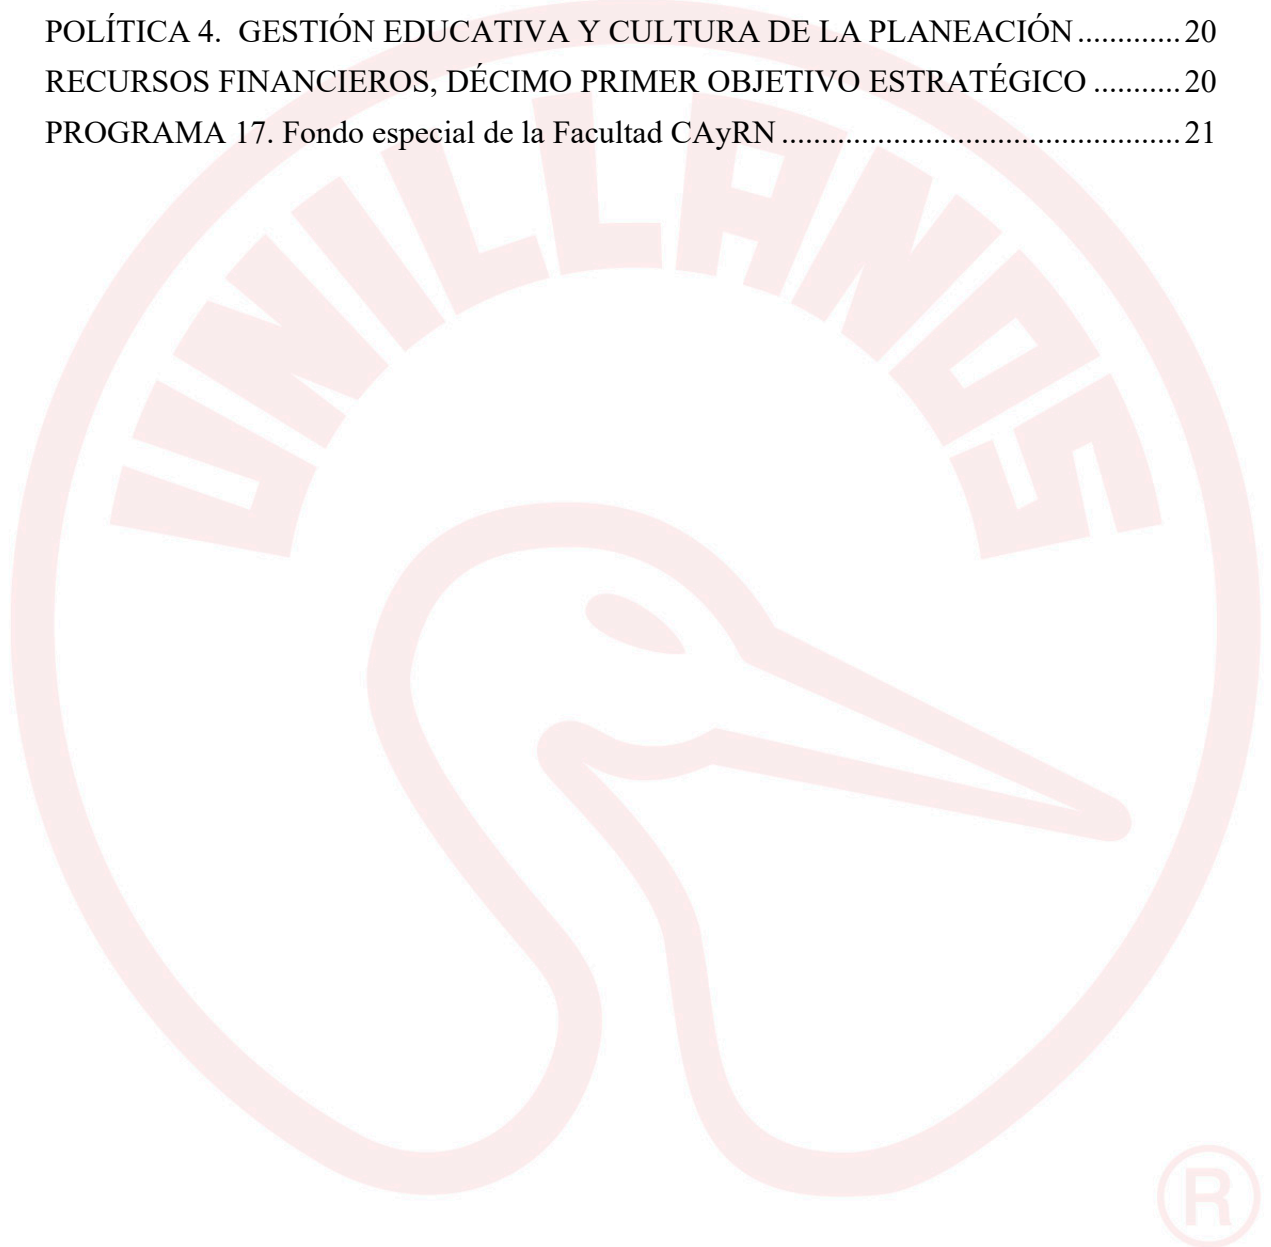 POLÍTICA 4.  GESTIÓN EDUCATIVA Y CULTURA DE LA PLANEACIÓN .............20
RECURSOS FINANCIEROS, DÉCIMO PRIMER OBJETIVO ESTRATÉGICO ...........20
PROGRAMA 17. Fondo especial de la Facultad CAyRN ...................................................21
UNILLANOS
®